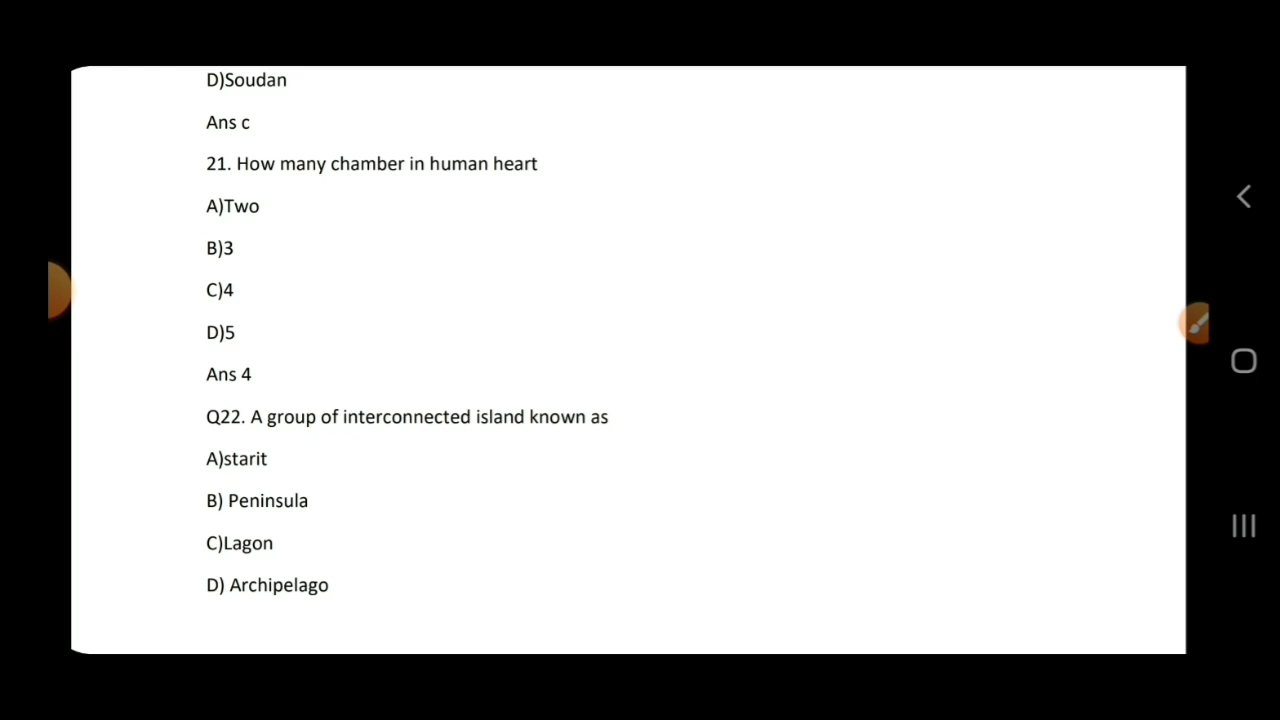 D)Soudan
Ans c
21. How many chamber in human heart
A)Two
B)3
C)4
D)5
Ans 4
Q22. A group of interconnected island known as
A)starit
B) Peninsula
C)Lagon
D) Archipelago